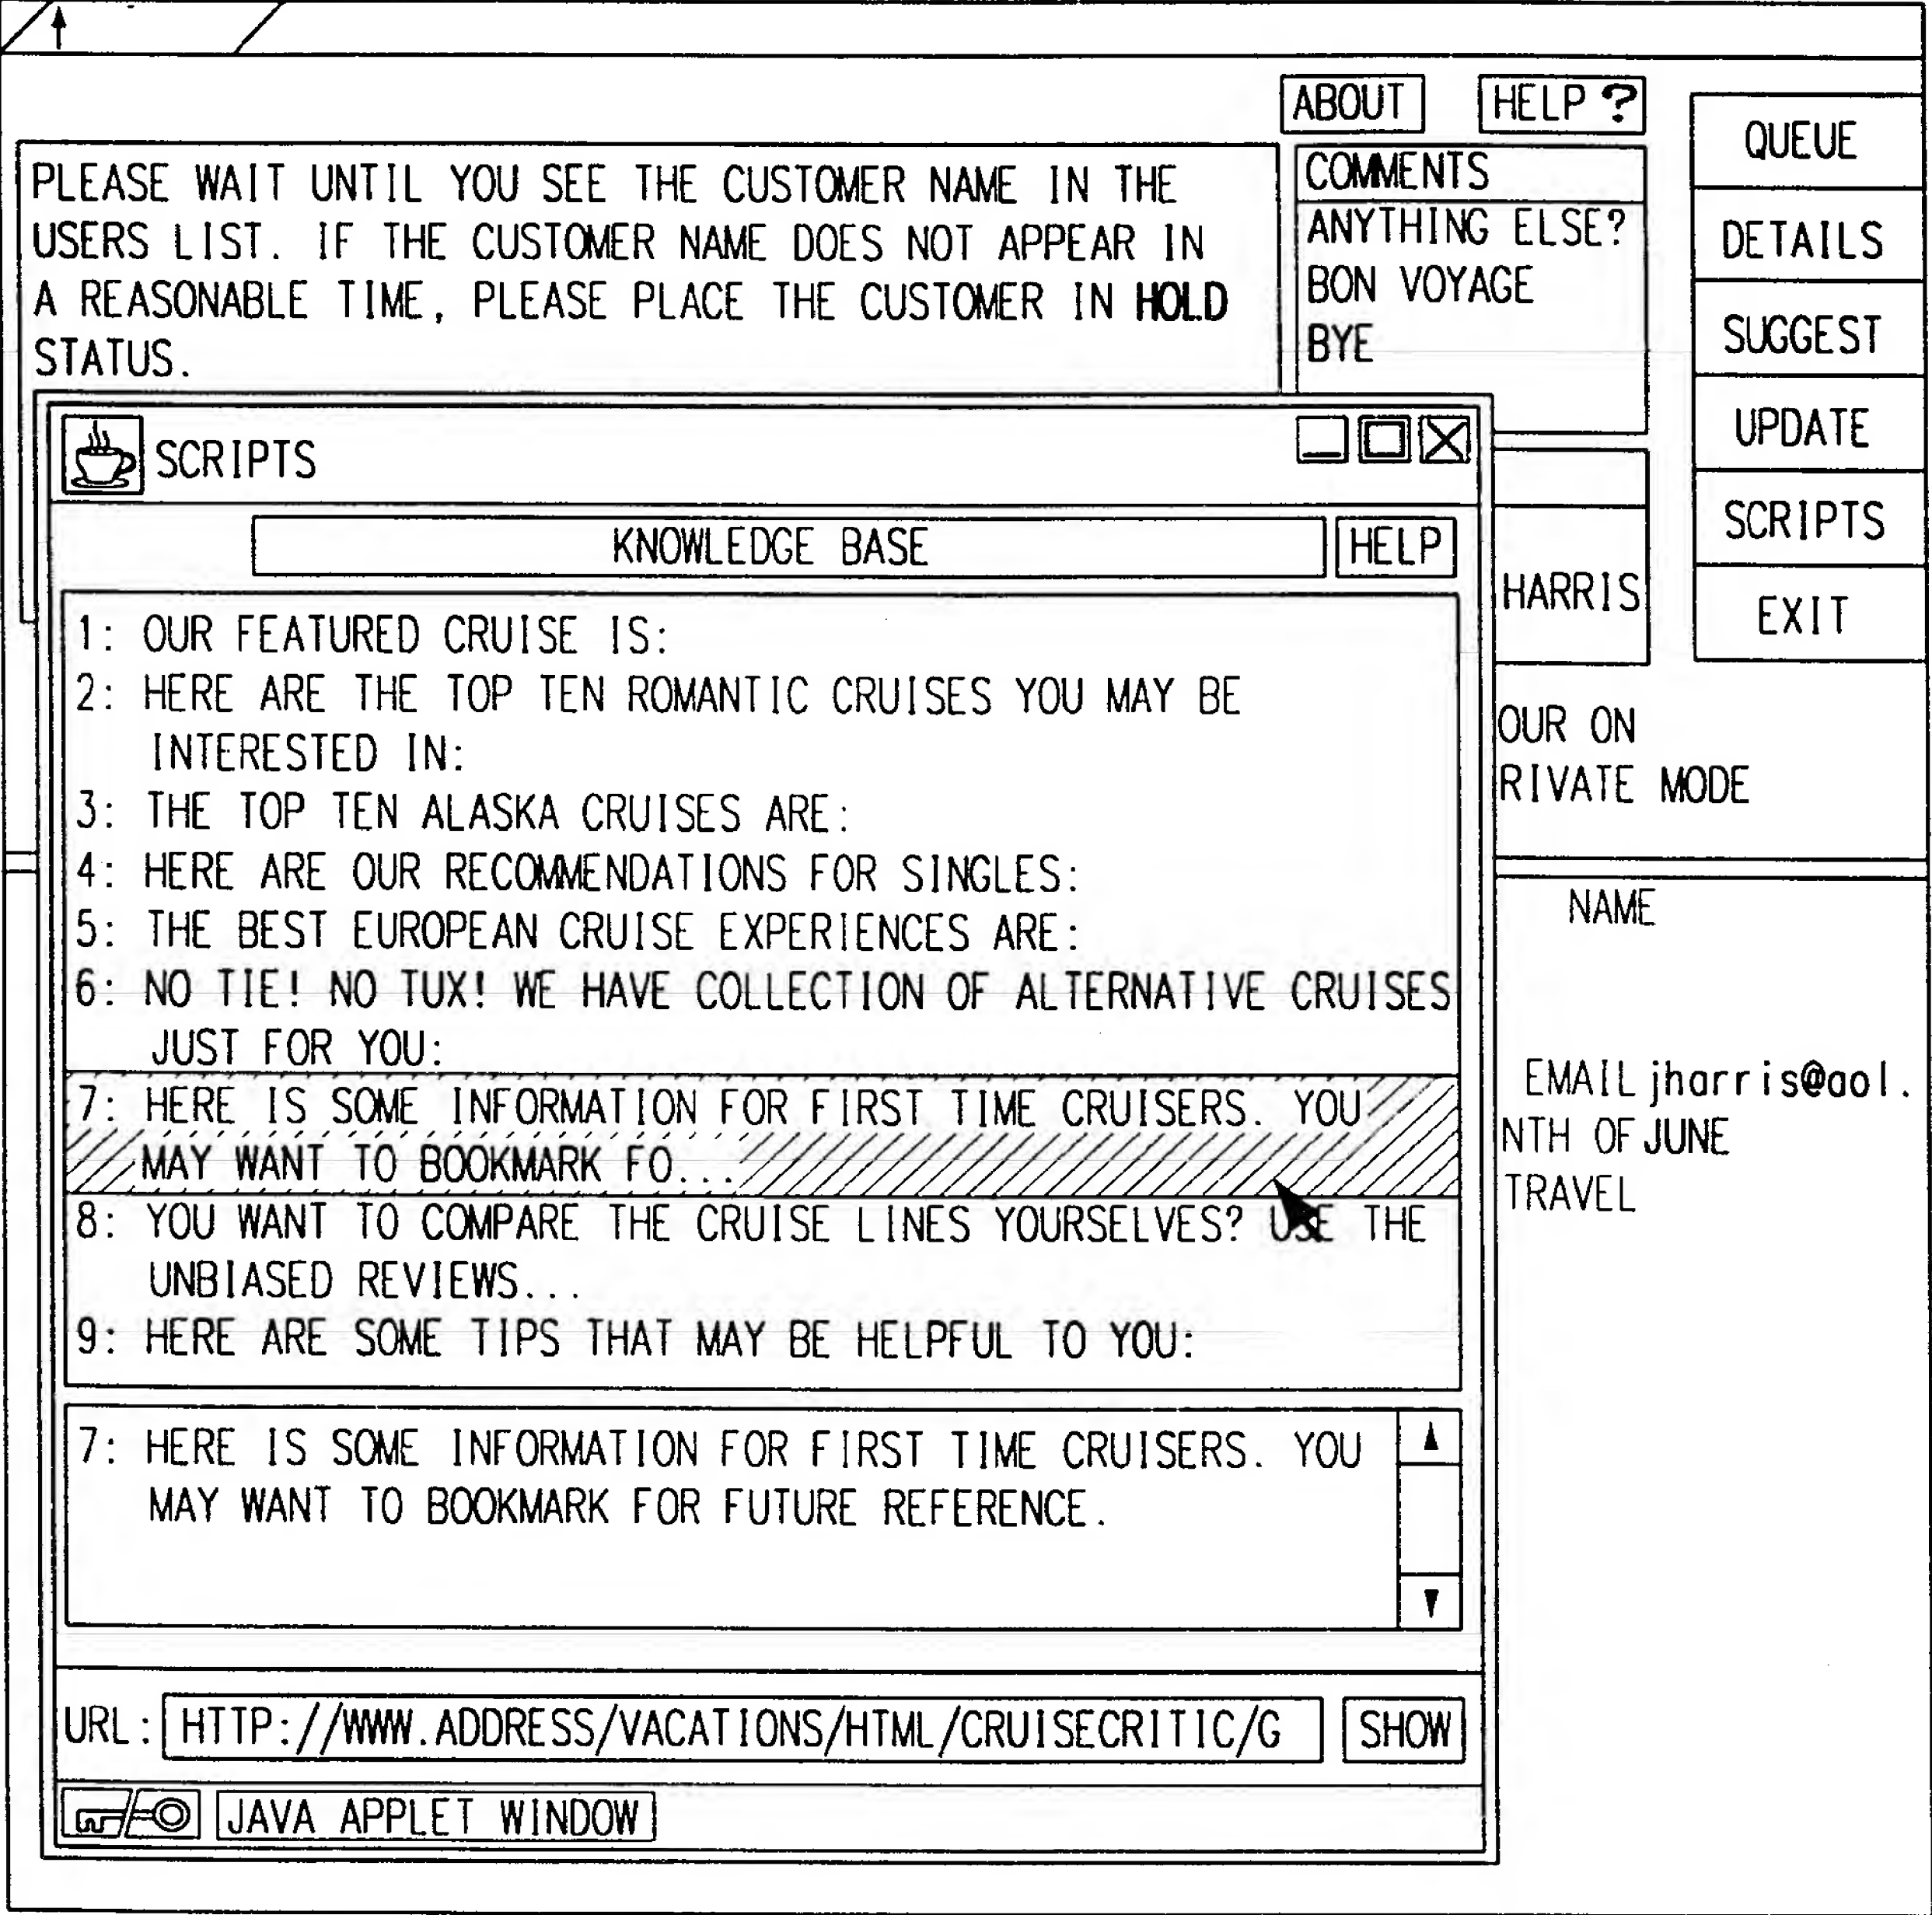 ABOUT
HELP ?
PLEASE WAIT UNTIL YOU SEE THE CUSTOMER NAME IN THE
USERS LIST. IF THE CUSTOMER NAME DOES NOT APPEAR IN
A REASONABLE TIME, PLEASE PLACE THE CUSTOMER IN HOLD
STATUS.
COMMENTS
ANYTHING ELSE?
BON VOYAGE
BYE
QUEUE
DETAILS
SUGGEST
UPDATE
SCRIPTS
EXIT
SCRIPTS
KNOWLEDGE BASE
HELP
1: OUR FEATURED CRUISE IS:
2: HERE ARE THE TOP TEN ROMANTIC CRUISES YOU MAY BE
INTERESTED IN:
3: THE TOP TEN ALASKA CRUISES ARE:
4: HERE ARE OUR RECOMMENDATIONS FOR SINGLES:
5: THE BEST EUROPEAN CRUISE EXPERIENCES ARE:
6: NO TIE! NO TUX! WE HAVE COLLECTION OF ALTERNATIVE CRUISES
JUST FOR YOU:
7: HERE IS SOME INFORMATION FOR FIRST TIME CRUISERS. YOU
MAY WANT TO BOOKMARK FO...
8: YOU WANT TO COMPARE THE CRUISE LINES YOURSELVES? USE THE
UNBIASED REVIEWS...
9: HERE ARE SOME TIPS THAT MAY BE HELPFUL TO YOU:
7: HERE IS SOME INFORMATION FOR FIRST TIME CRUISERS. YOU
MAY WANT TO BOOKMARK FOR FUTURE REFERENCE.
URL: HTTP://WWW.ADDRESS/VACATIONS/HTML/CRUISECRITIC/G
SHOW
JAVA APPLET WINDOW
HARRIS
OUR ON
RIVATE MODE
NAME
EMAIL jharris@aol.
NTH OF JUNE
TRAVEL